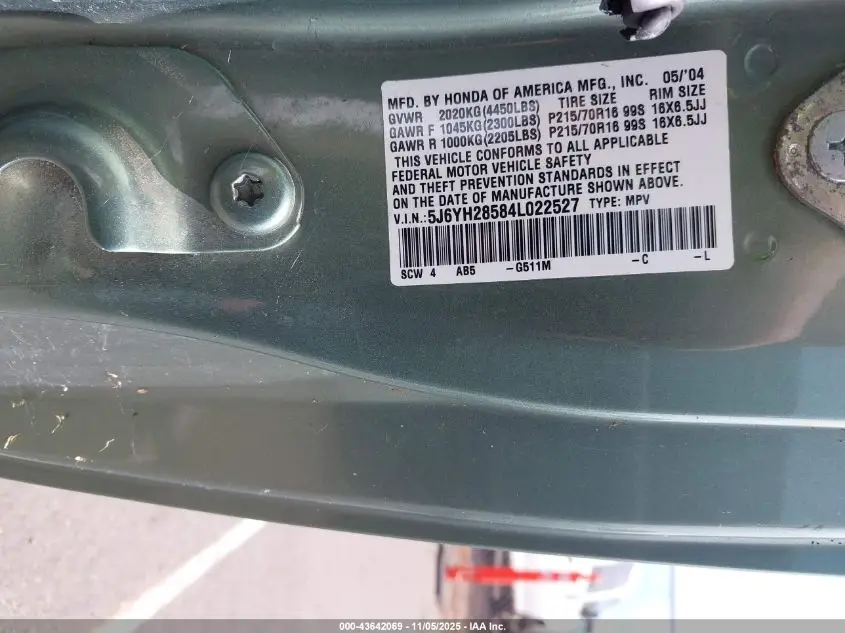 MFD. BY HONDA OF AMERICA MFG., INC. 05/'04
GVWR 2020KG(4450LBS) TIRE SIZE RIM SIZE
GAWR F 1045KG(2300LBS) P215/70R16 99S 16X6.5JJ
GAWR R 1000KG(2205LBS) P215/70R16 99S 16X6.5JJ
THIS VEHICLE CONFORMS TO ALL APPLICABLE
FEDERAL MOTOR VEHICLE SAFETY
AND THEFT PREVENTION STANDARDS IN EFFECT
ON THE DATE OF MANUFACTURE SHOWN ABOVE.
V.I.N.:5J6YH28584L022527 TYPE: MPV
SCW 4 AB5 -G511M -C -L
000-43642069 - 11/05/2025 - IAA Inc.